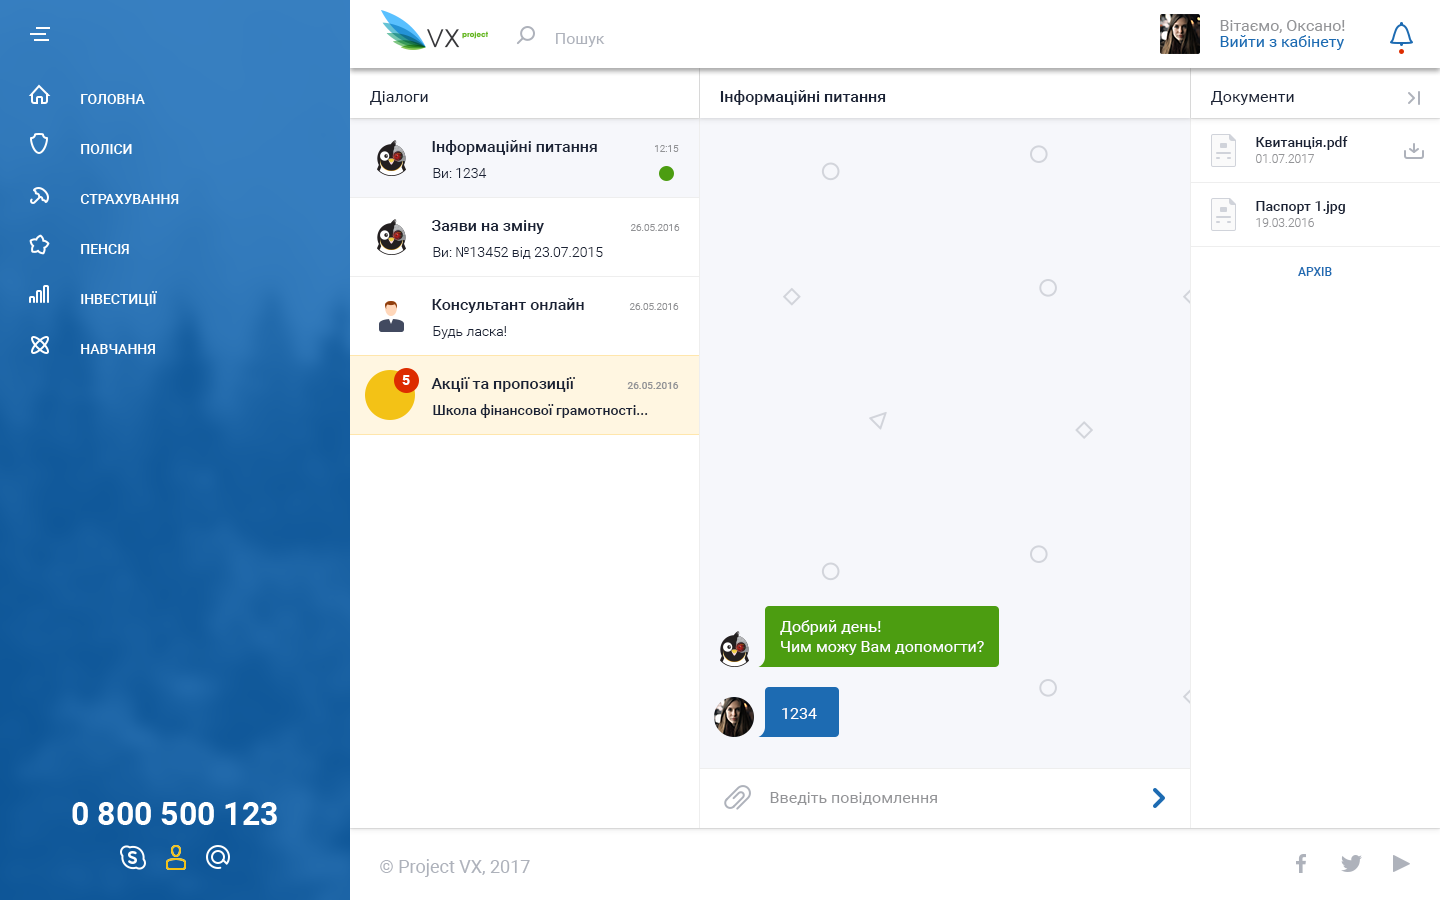 ГОЛОВНА
ПОЛІСИ
СТРАХУВАННЯ
ПЕНСІЯ
ІНВЕСТИЦІЇ
НАВЧАННЯ
0 800 500 123
VX project
Пошук
Вітаємо, Оксано!
Вийти з кабінету
Діалоги
Інформаційні питання
12:15
Ви: 1234
Заяви на зміну
26.05.2016
Ви: №13452 від 23.07.2015
Консультант онлайн
26.05.2016
Будь ласка!
5
Акції та пропозиції
26.05.2016
Школа фінансової грамотності...
Інформаційні питання
Добрий день!
Чим можу Вам допомогти?
1234
Введіть повідомлення
Документи
Квитанція.pdf
01.07.2017
Паспорт 1.jpg
19.03.2016
АРХІВ
© Project VX, 2017